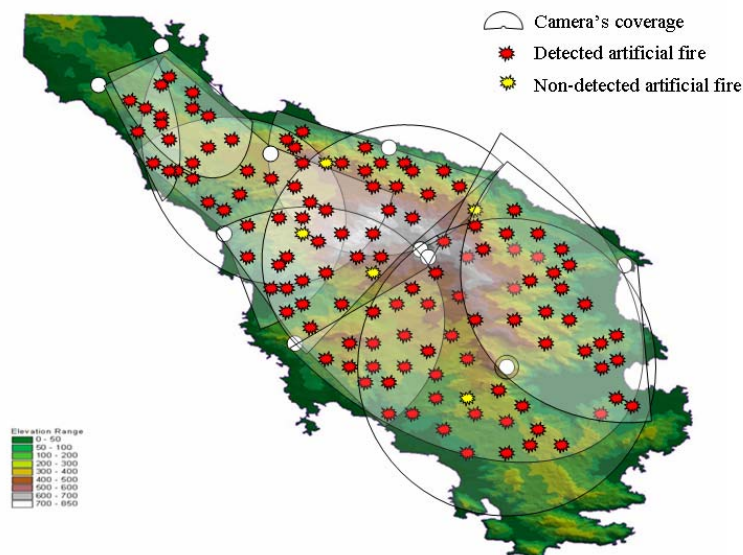 Camera's coverage
Detected artificial fire
Non-detected artificial fire
Elevation Range
0 - 50
50 - 100
100 - 200
200 - 300
300 - 400
400 - 500
500 - 600
600 - 700
700 - 850